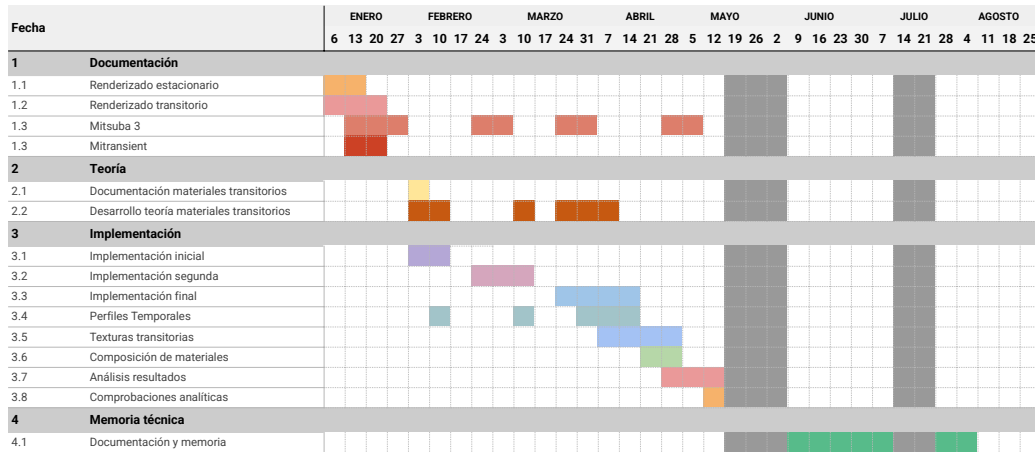 Fecha ENERO FEBRERO MARZO ABRIL MAYO JUNIO JULIO AGOSTO
6 13 20 27 3 10 17 24 3 10 17 24 31 7 14 21 28 5 12 19 26 2 9 16 23 30 7 14 21 28 4 11 18 25
1 Documentación
1.1 Renderizado estacionario
1.2 Renderizado transitorio
1.3 Mitsuba 3
1.3 Mitransient
2 Teoría
2.1 Documentación materiales transitorios
2.2 Desarrollo teoría materiales transitorios
3 Implementación
3.1 Implementación inicial
3.2 Implementación segunda
3.3 Implementación final
3.4 Perfiles Temporales
3.5 Texturas transitorias
3.6 Composición de materiales
3.7 Análisis resultados
3.8 Comprobaciones analíticas
4 Memoria técnica
4.1 Documentación y memoria